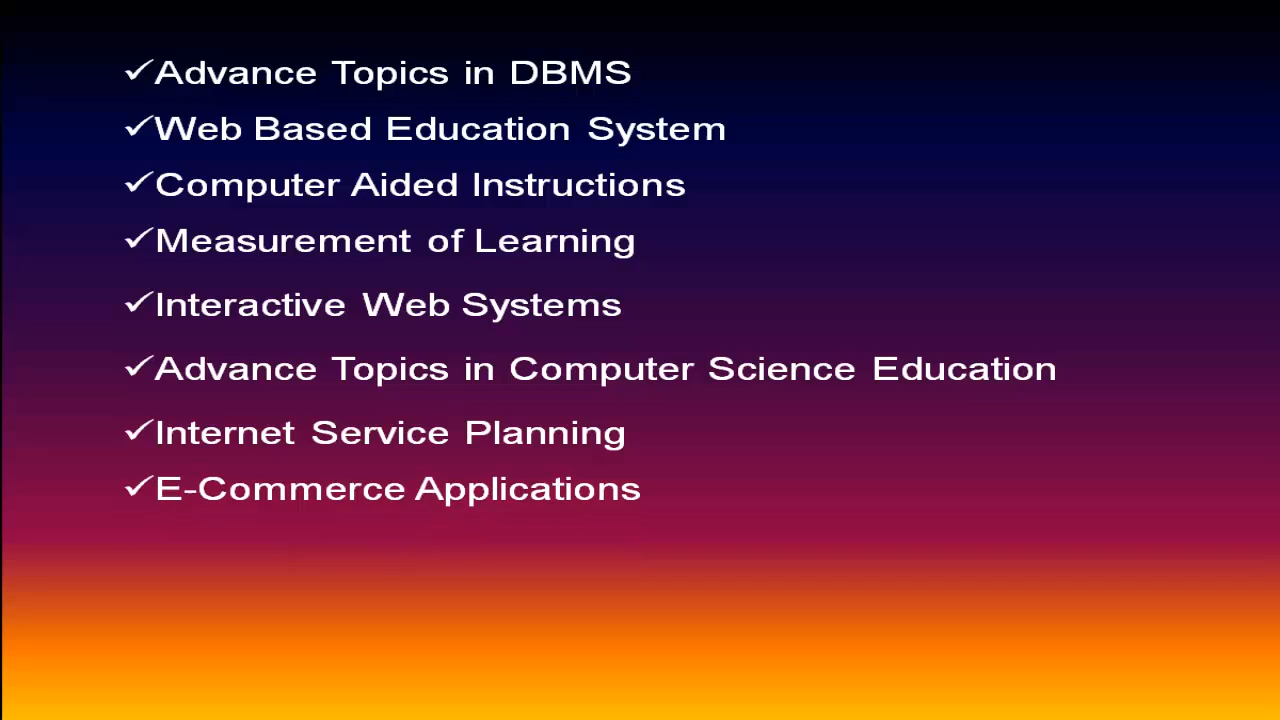 ✓Advance Topics in DBMS
✓Web Based Education System
✓Computer Aided Instructions
✓Measurement of Learning
✓Interactive Web Systems
✓Advance Topics in Computer Science Education
✓Internet Service Planning
✓E-Commerce Applications